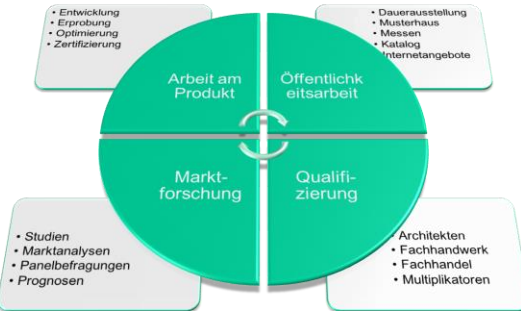 • Entwicklung
• Erprobung
• Optimierung
• Zertifizierung
• Dauerausstellung
• Musterhaus
• Messen
• Katalog
Internetangebote
Arbeit am
Produkt
Öffentlichk
eitsarbeit
Markt-
forschung
Qualifi-
zierung
• Studien
• Marktanalysen
• Panelbefragungen
• Prognosen
• Architekten
• Fachhandwerk
• Fachhandel
• Multiplikatoren